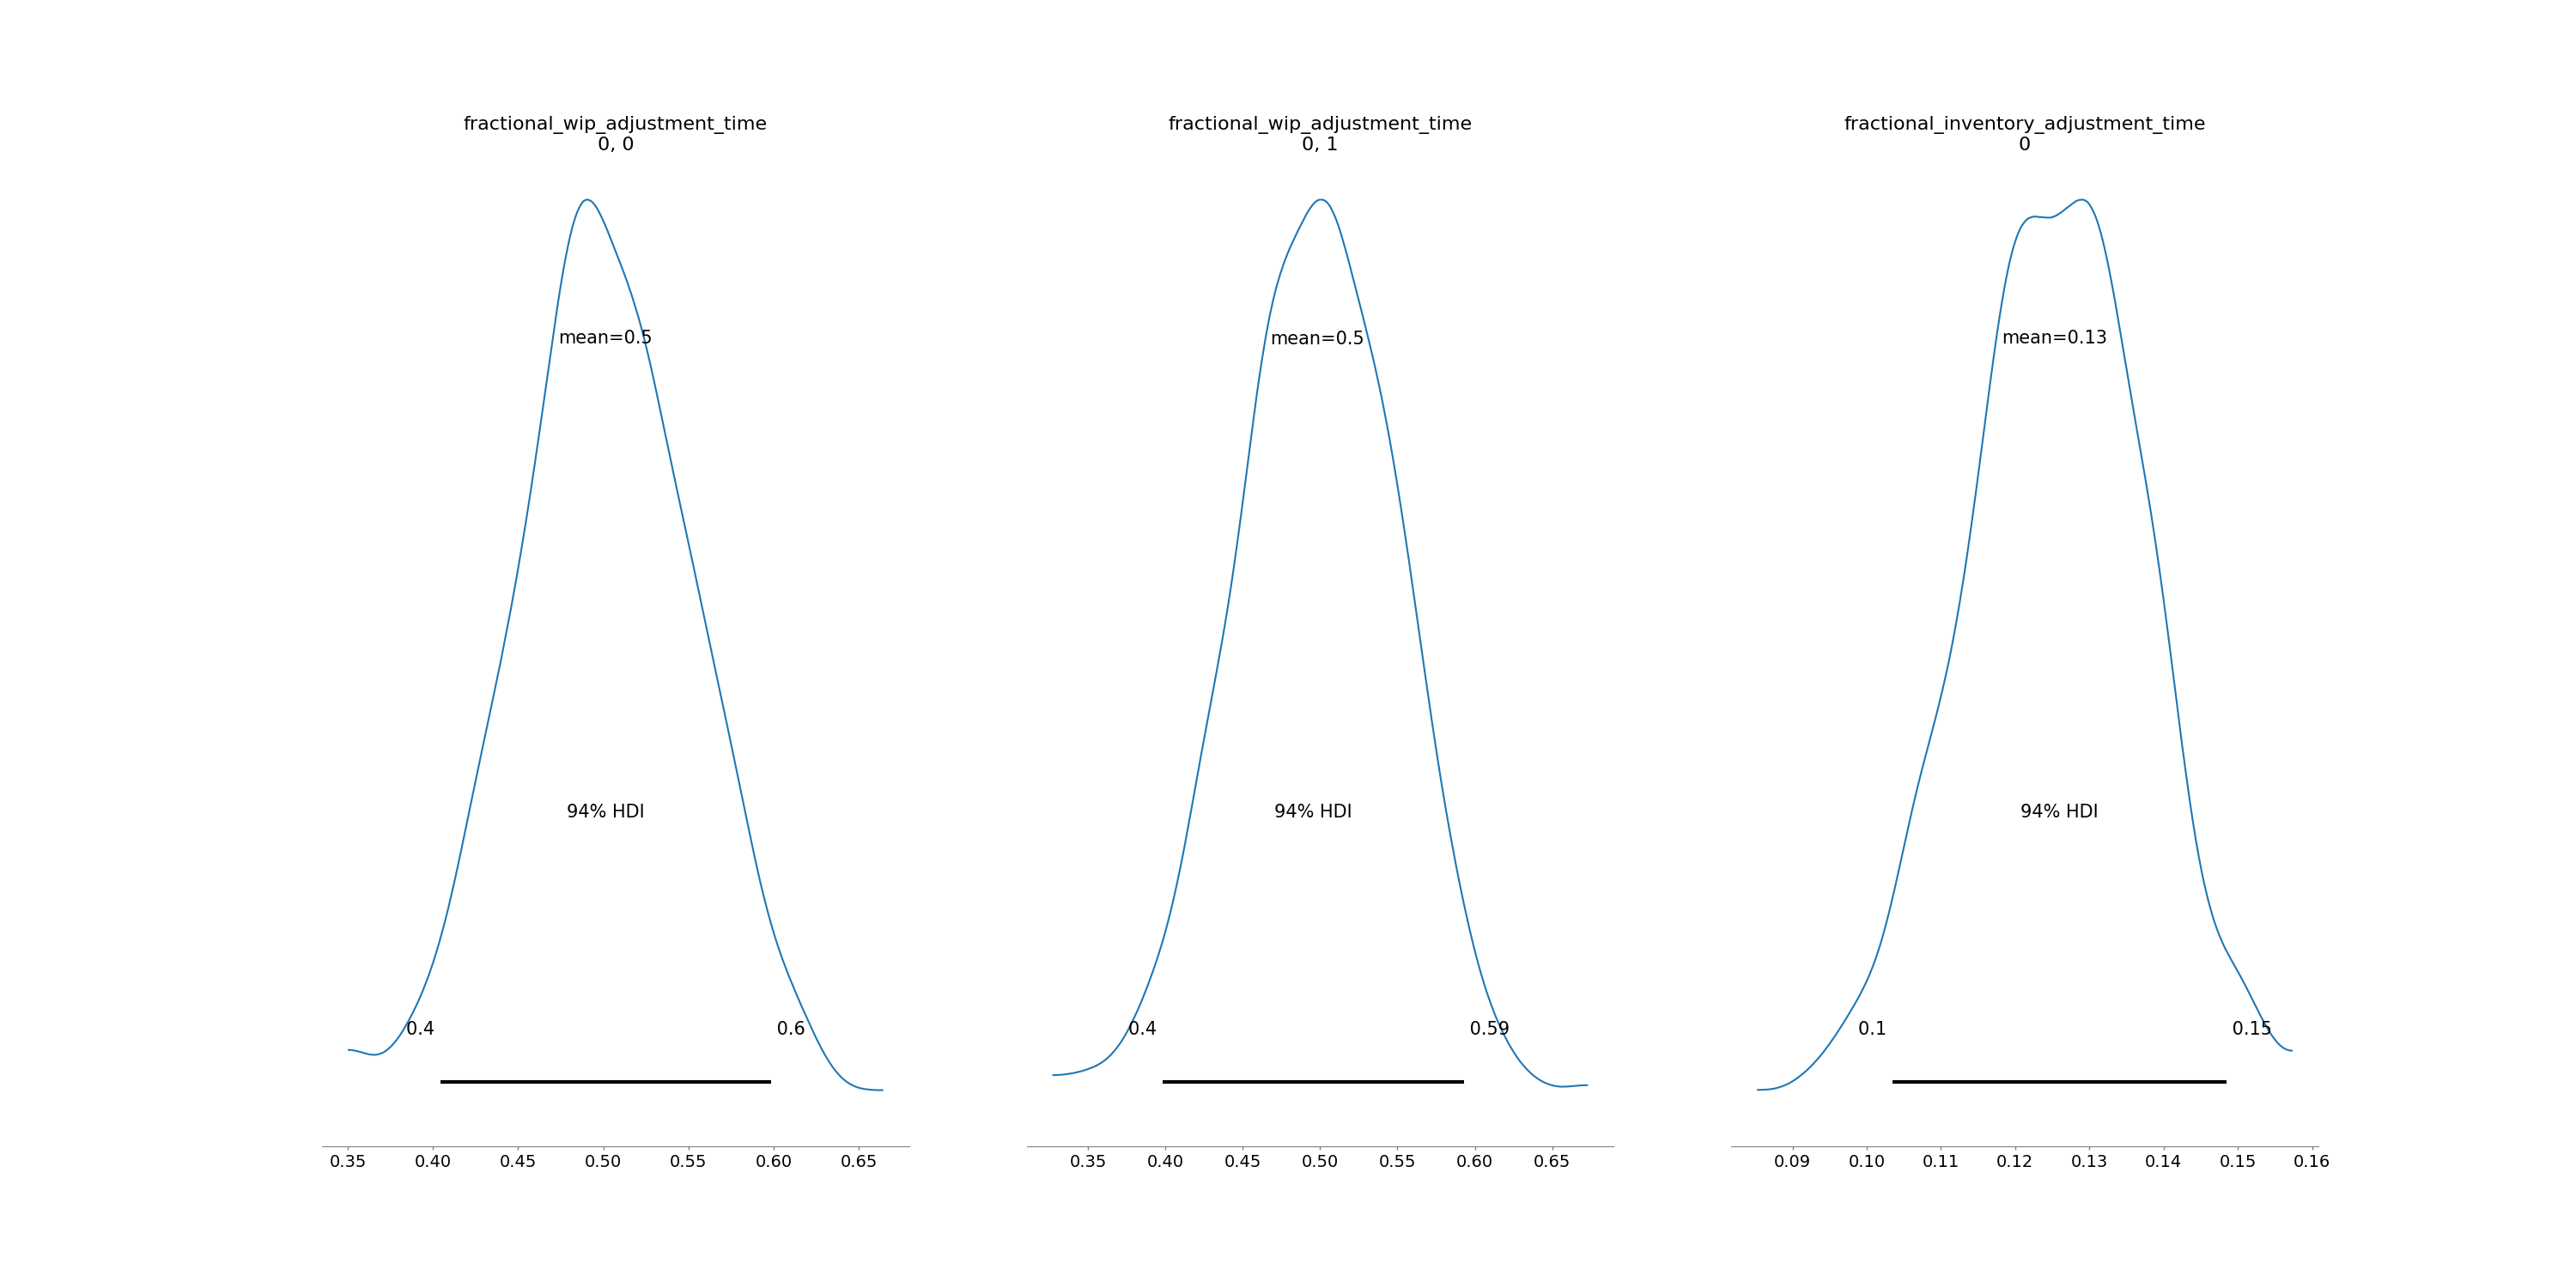 fractional_wip_adjustment_time
0, 0
mean=0.5
94% HDI
0.4
0.6
0.35 0.40 0.45 0.50 0.55 0.60 0.65
fractional_wip_adjustment_time
0, 1
mean=0.5
94% HDI
0.4
0.59
0.35 0.40 0.45 0.50 0.55 0.60 0.65
fractional_inventory_adjustment_time
0
mean=0.13
94% HDI
0.1
0.15
0.09 0.10 0.11 0.12 0.13 0.14 0.15 0.16